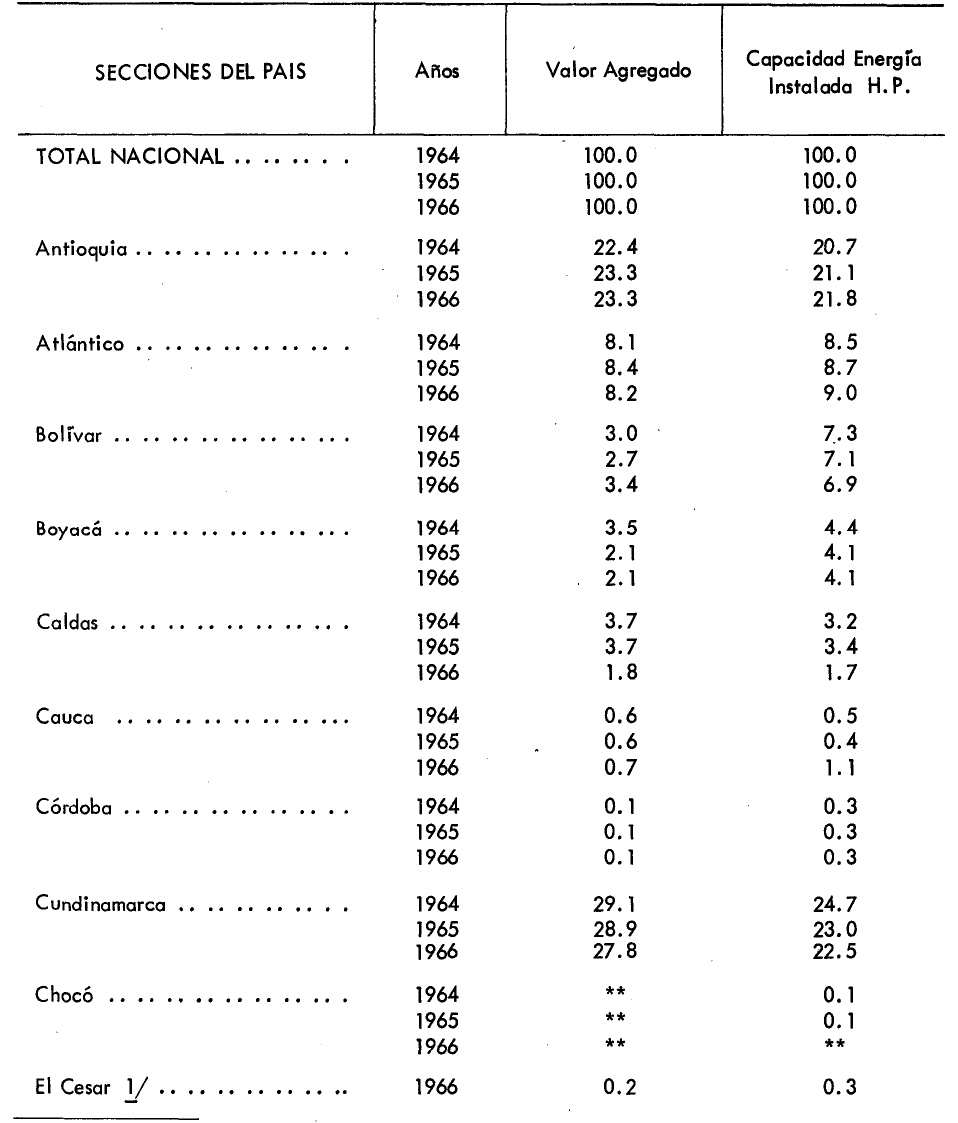 SECCIONES DEL PAIS Años Valor Agregado Capacidad Energía
Instalada H.P.
TOTAL NACIONAL .. .. .. .. . 1964 100.0 100.0
1965 100.0 100.0
1966 100.0 100.0
Antioquia .. .. .. .. .. .. .. . 1964 22.4 20.7
1965 23.3 21.1
1966 23.3 21.8
Atlántico .. .. .. .. .. .. .. . 1964 8.1 8.5
1965 8.4 8.7
1966 8.2 9.0
Bolívar .. .. .. .. .. .. .. ... 1964 3.0 7.3
1965 2.7 7.1
1966 3.4 6.9
Boyacá .. .. .. .. .. .. .. ... 1964 3.5 4.4
1965 2.1 4.1
1966 2.1 4.1
Caldas .. .. .. .. .. .. .. ... 1964 3.7 3.2
1965 3.7 3.4
1966 1.8 1.7
Cauca .. .. .. .. .. .. .. ... 1964 0.6 0.5
1965 0.6 0.4
1966 0.7 1.1
Córdoba .. .. .. .. .. .. .. .. 1964 0.1 0.3
1965 0.1 0.3
1966 0.1 0.3
Cundinamarca .. .. .. .. .. .. 1964 29.1 24.7
1965 28.9 23.0
1966 27.8 22.5
Chocó .. .. .. .. .. .. .. .. . 1964 ** 0.1
1965 ** 0.1
1966 ** **
El Cesar 1/ .. .. .. .. .. .. .. 1966 0.2 0.3